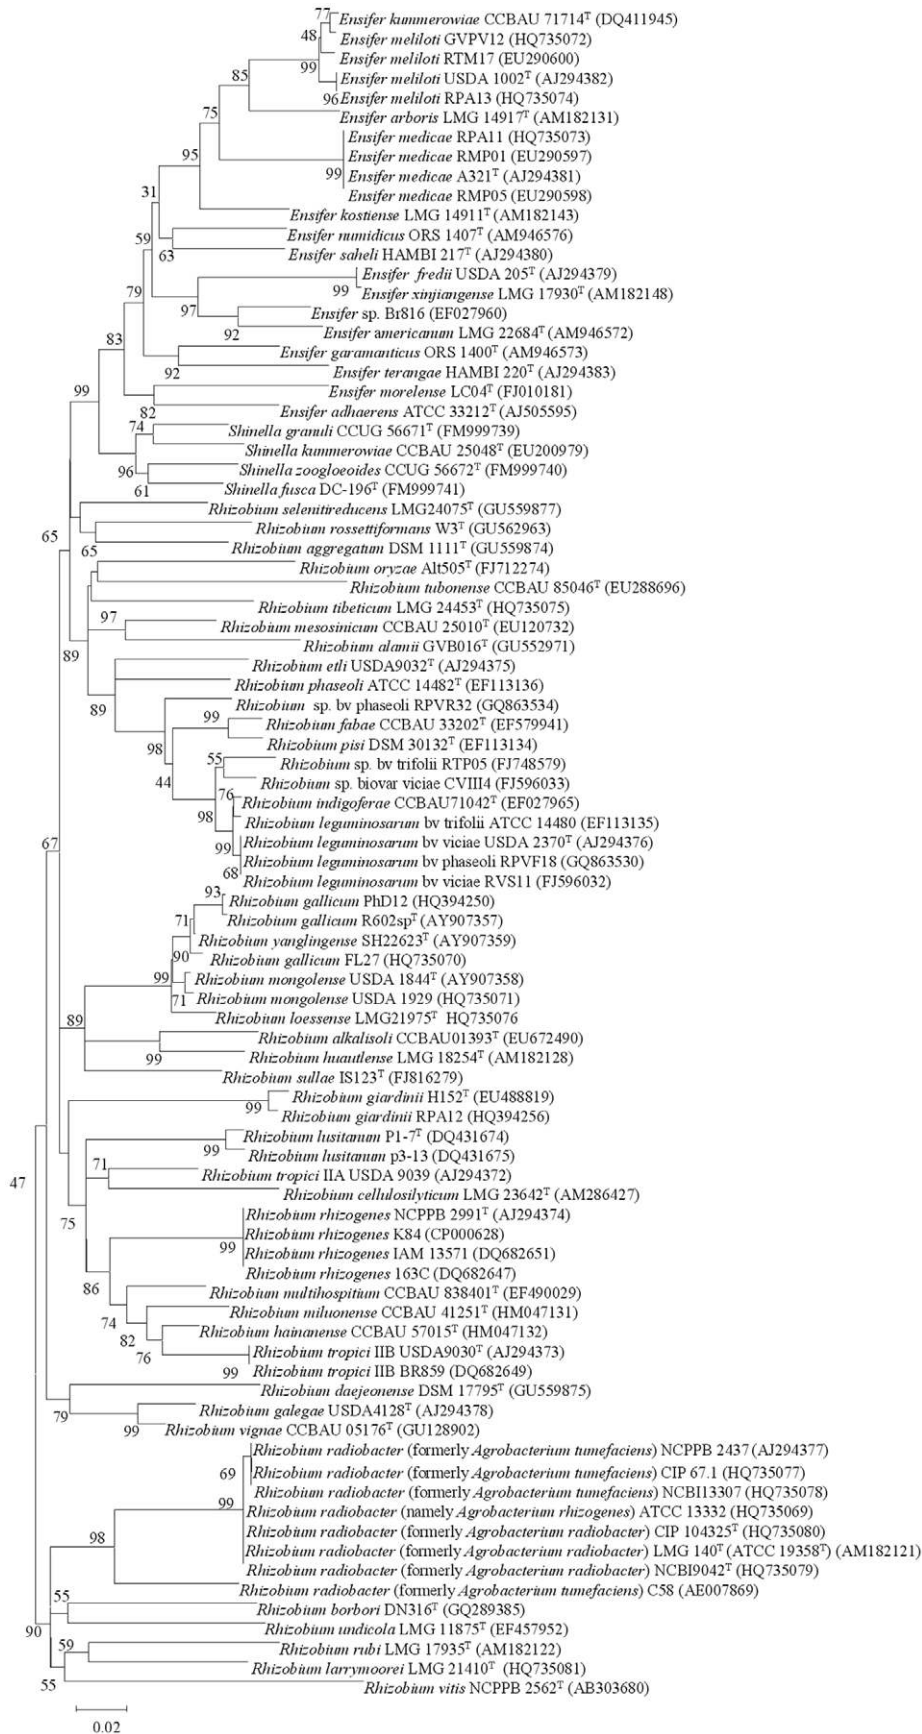 77 Ensifer kummerowiae CCBAU 71714ᵀ (DQ411945)
48 Ensifer meliloti GVPV12 (HQ735072)
Ensifer meliloti RTM17 (EU290600)
99
85 Ensifer meliloti USDA 1002ᵀ (AJ294382)
96 Ensifer meliloti RPA13 (HQ735074)
75 Ensifer arboris LMG 14917ᵀ (AM182131)
Ensifer medicae RPA11 (HQ735073)
95 Ensifer medicae RMP01 (EU290597)
99 Ensifer medicae A321ᵀ (AJ294381)
31 Ensifer medicae RMP05 (EU290598)
Ensifer kostiense LMG 14911ᵀ (AM182143)
59 Ensifer numidicus ORS 1407ᵀ (AM946576)
63 Ensifer saheli HAMBI 217ᵀ (AJ294380)
Ensifer fredii USDA 205ᵀ (AJ294379)
79 99 Ensifer xinjiangense LMG 17930ᵀ (AM182148)
97 Ensifer sp. Br816 (EF027960)
83 92 Ensifer americanum LMG 22684ᵀ (AM946572)
Ensifer garamanticus ORS 1400ᵀ (AM946573)
92 Ensifer terangae HAMBI 220ᵀ (AJ294383)
99 Ensifer morelense LC04ᵀ (FJ010181)
82 Ensifer adhaerens ATCC 33212ᵀ (AJ505595)
74 Shinella granuli CCUG 56671ᵀ (FM999739)
Shinella kummerowiae CCBAU 25048ᵀ (EU200979)
96 Shinella zoogloeoides CCUG 56672ᵀ (FM999740)
61 Shinella fusca DC-196ᵀ (FM999741)
Rhizobium selenitireducens LMG24075ᵀ (GU559877)
65 Rhizobium rossettiformans W3ᵀ (GU562963)
65 Rhizobium aggregatum DSM 1111ᵀ (GU559874)
Rhizobium oryzae Alt505ᵀ (FJ712274)
Rhizobium tubonense CCBAU 85046ᵀ (EU288696)
Rhizobium tibeticum LMG 24453ᵀ (HQ735075)
97 Rhizobium mesosinicum CCBAU 25010ᵀ (EU120732)
89 Rhizobium alamii GVB016ᵀ (GU552971)
Rhizobium etli USDA9032ᵀ (AJ294375)
Rhizobium phaseoli ATCC 14482ᵀ (EF113136)
89 Rhizobium sp. bv phaseoli RPVR32 (GQ863534)
99 Rhizobium fabae CCBAU 33202ᵀ (EF579941)
98 Rhizobium pisi DSM 30132ᵀ (EF113134)
55 Rhizobium sp. bv trifolii RTP05 (FJ748579)
44 Rhizobium sp. biovar viciae CVIII4 (FJ596033)
76 Rhizobium indigoferae CCBAU71042ᵀ (EF027965)
98 Rhizobium leguminosarum bv trifolii ATCC 14480 (EF113135)
67 Rhizobium leguminosarum bv viciae USDA 2370ᵀ (AJ294376)
99 Rhizobium leguminosarum bv phaseoli RPVF18 (GQ863530)
68 Rhizobium leguminosarum bv viciae RVS11 (FJ596032)
93 Rhizobium gallicum PhD12 (HQ394250)
71 Rhizobium gallicum R602spᵀ (AY907357)
Rhizobium yanglingense SH22623ᵀ (AY907359)
90 Rhizobium gallicum FL27 (HQ735070)
99 Rhizobium mongolense USDA 1844ᵀ (AY907358)
71 Rhizobium mongolense USDA 1929 (HQ735071)
89 Rhizobium loessense LMG21975ᵀ HQ735076
Rhizobium alkalisoli CCBAU01393ᵀ (EU672490)
99 Rhizobium huautlense LMG 18254ᵀ (AM182128)
Rhizobium sullae IS123ᵀ (FJ816279)
Rhizobium giardinii H152ᵀ (EU488819)
99 Rhizobium giardinii RPA12 (HQ394256)
Rhizobium lusitanum P1-7ᵀ (DQ431674)
99 Rhizobium lusitanum p3-13 (DQ431675)
71 Rhizobium tropici IIA USDA 9039 (AJ294372)
47 Rhizobium cellulosilyticum LMG 23642ᵀ (AM286427)
75 Rhizobium rhizogenes NCPPB 2991ᵀ (AJ294374)
Rhizobium rhizogenes K84 (CP000628)
99 Rhizobium rhizogenes IAM 13571 (DQ682651)
Rhizobium rhizogenes 163C (DQ682647)
86 Rhizobium multihospitium CCBAU 838401ᵀ (EF490029)
74 Rhizobium miluonense CCBAU 41251ᵀ (HM047131)
82 Rhizobium hainanense CCBAU 57015ᵀ (HM047132)
76 Rhizobium tropici IIB USDA9030ᵀ (AJ294373)
99 Rhizobium tropici IIB BR859 (DQ682649)
Rhizobium daejeonense DSM 17795ᵀ (GU559875)
79 Rhizobium galegae USDA4128ᵀ (AJ294378)
99 Rhizobium vignae CCBAU 05176ᵀ (GU128902)
Rhizobium radiobacter (formerly Agrobacterium tumefaciens) NCPPB 2437 (AJ294377)
69 Rhizobium radiobacter (formerly Agrobacterium tumefaciens) CIP 67.1 (HQ735077)
Rhizobium radiobacter (formerly Agrobacterium tumefaciens) NCBI13307 (HQ735078)
99 Rhizobium radiobacter (namely Agrobacterium rhizogenes) ATCC 13332 (HQ735069)
Rhizobium radiobacter (formerly Agrobacterium radiobacter) CIP 104325ᵀ (HQ735080)
98 Rhizobium radiobacter (formerly Agrobacterium radiobacter) LMG 140ᵀ (ATCC 19358ᵀ) (AM182121)
Rhizobium radiobacter (formerly Agrobacterium radiobacter) NCBI9042ᵀ (HQ735079)
Rhizobium radiobacter (formerly Agrobacterium tumefaciens) C58 (AE007869)
55 Rhizobium borbori DN316ᵀ (GQ289385)
90 Rhizobium undicola LMG 11875ᵀ (EF457952)
59 Rhizobium rubi LMG 17935ᵀ (AM182122)
Rhizobium larrymoorei LMG 21410ᵀ (HQ735081)
55 Rhizobium vitis NCPPB 2562ᵀ (AB303680)
0.02